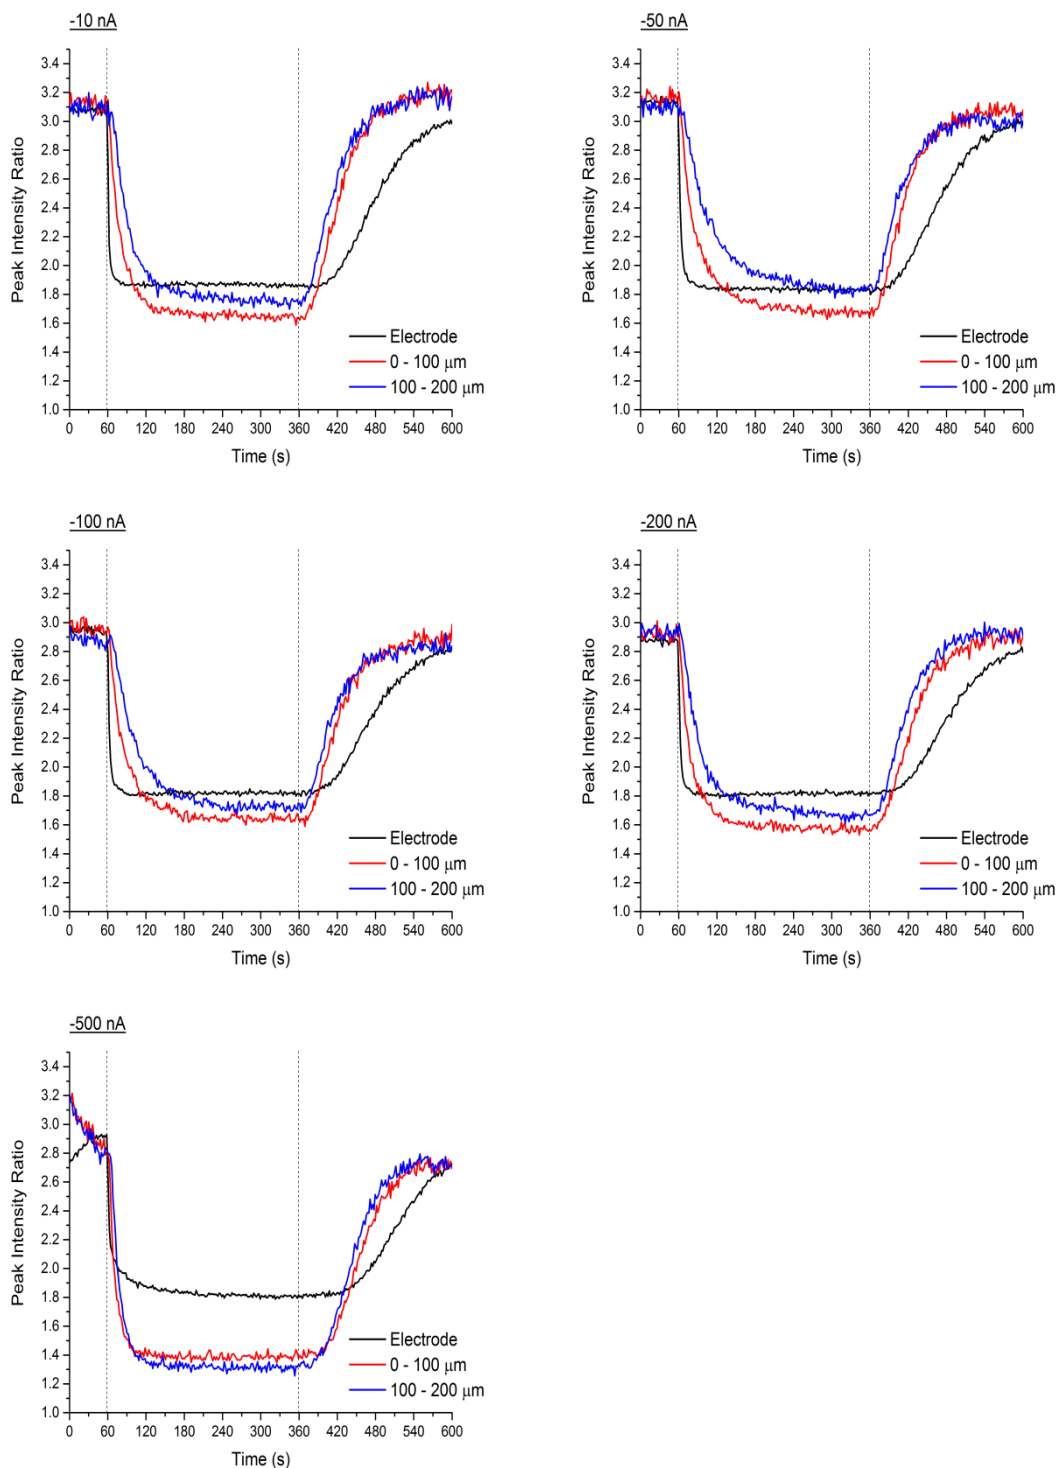 -10 nA
Peak Intensity Ratio
3.4
3.2
3.0
2.8
2.6
2.4
2.2
2.0
1.8
1.6
1.4
1.2
1.0
Electrode
0 - 100 μm
100 - 200 μm
0 60 120 180 240 300 360 420 480 540 600
Time (s)
-50 nA
Peak Intensity Ratio
3.4
3.2
3.0
2.8
2.6
2.4
2.2
2.0
1.8
1.6
1.4
1.2
1.0
Electrode
0 - 100 μm
100 - 200 μm
0 60 120 180 240 300 360 420 480 540 600
Time (s)
-100 nA
Peak Intensity Ratio
3.4
3.2
3.0
2.8
2.6
2.4
2.2
2.0
1.8
1.6
1.4
1.2
1.0
Electrode
0 - 100 μm
100 - 200 μm
0 60 120 180 240 300 360 420 480 540 600
Time (s)
-200 nA
Peak Intensity Ratio
3.4
3.2
3.0
2.8
2.6
2.4
2.2
2.0
1.8
1.6
1.4
1.2
1.0
Electrode
0 - 100 μm
100 - 200 μm
0 60 120 180 240 300 360 420 480 540 600
Time (s)
-500 nA
Peak Intensity Ratio
3.4
3.2
3.0
2.8
2.6
2.4
2.2
2.0
1.8
1.6
1.4
1.2
1.0
Electrode
0 - 100 μm
100 - 200 μm
0 60 120 180 240 300 360 420 480 540 600
Time (s)